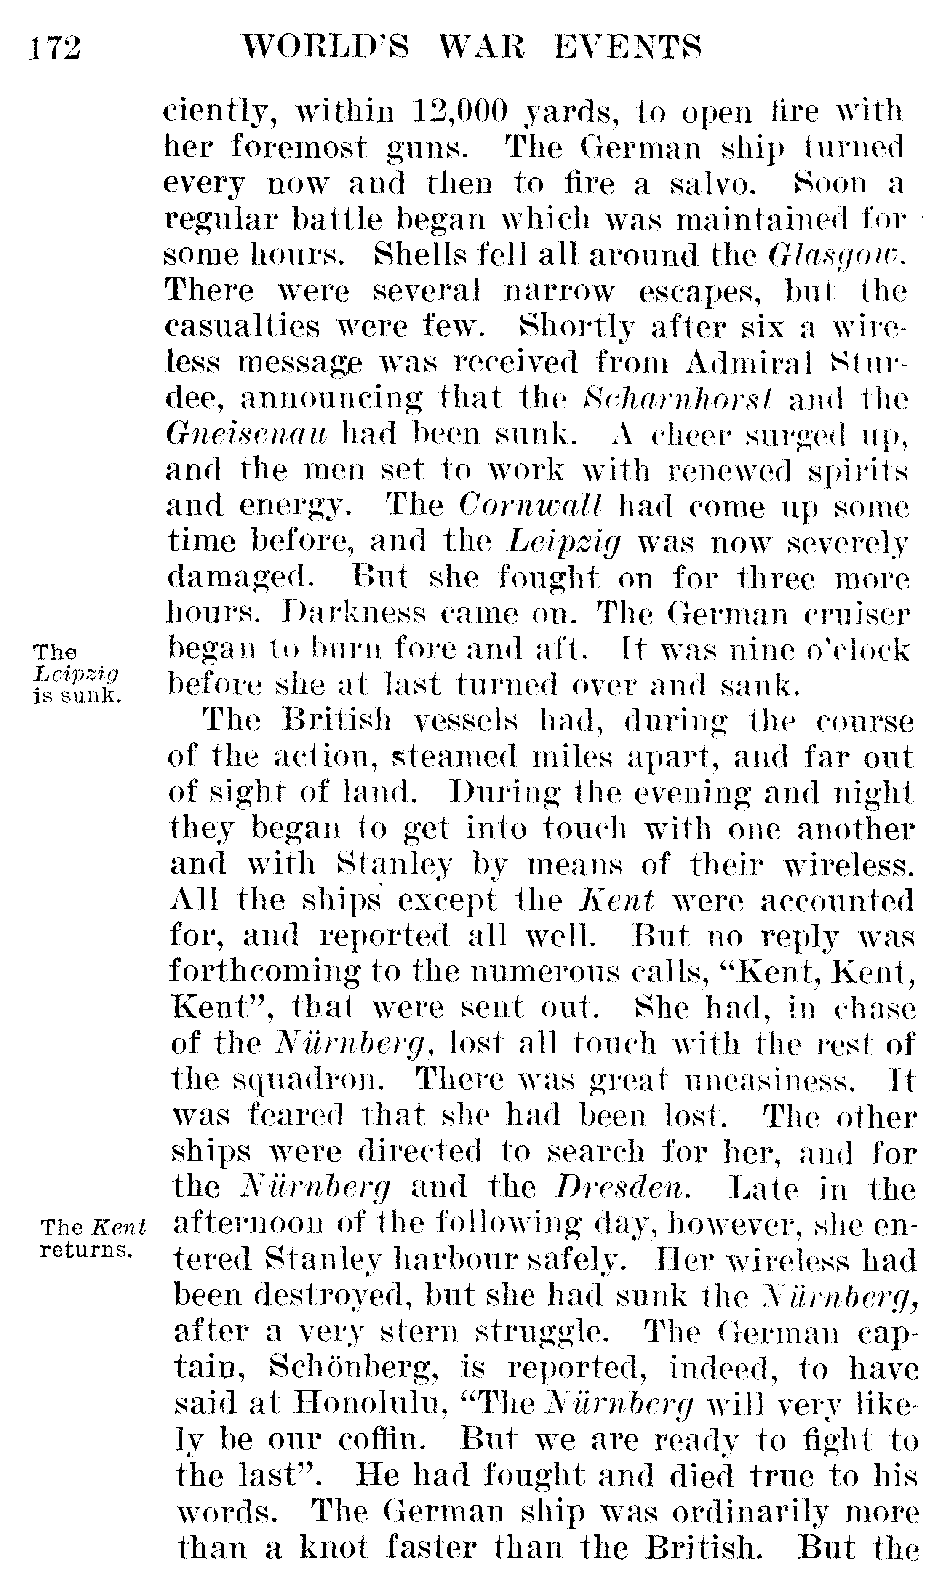 172 WORLD'S WAR EVENTS
ciently, within 12,000 yards, to open fire with
her foremost guns. The German ship turned
every now and then to fire a salvo. Soon a
regular battle began which was maintained for
some hours. Shells fell all around the Glasgow.
There were several narrow escapes, but the
casualties were few. Shortly after six a wire-
less message was received from Admiral Stur-
dee, announcing that the Scharnhorst and the
Gneisenau had been sunk. A cheer surged up,
and the men set to work with renewed spirits
and energy. The Cornwall had come up some
time before, and the Leipzig was now severely
damaged. But she fought on for three more
hours. Darkness came on. The German cruiser
began to burn fore and aft. It was nine o'clock
before she at last turned over and sank.
The
Leipzig
is sunk.
The British vessels had, during the course
of the action, steamed miles apart, and far out
of sight of land. During the evening and night
they began to get into touch with one another
and with Stanley by means of their wireless.
All the ships except the Kent were accounted
for, and reported all well. But no reply was
forthcoming to the numerous calls, "Kent, Kent,
Kent", that were sent out. She had, in chase
of the Nürnberg, lost all touch with the rest of
the squadron. There was great uneasiness. It
was feared that she had been lost. The other
ships were directed to search for her, and for
the Nürnberg and the Dresden. Late in the
afternoon of the following day, however, she en-
tered Stanley harbour safely. Her wireless had
The Kent
returns.
been destroyed, but she had sunk the Nürnberg,
after a very stern struggle. The German cap-
tain, Schönberg, is reported, indeed, to have
said at Honolulu, "The Nürnberg will very like-
ly be our coffin. But we are ready to fight to
the last". He had fought and died true to his
words. The German ship was ordinarily more
than a knot faster than the British. But the